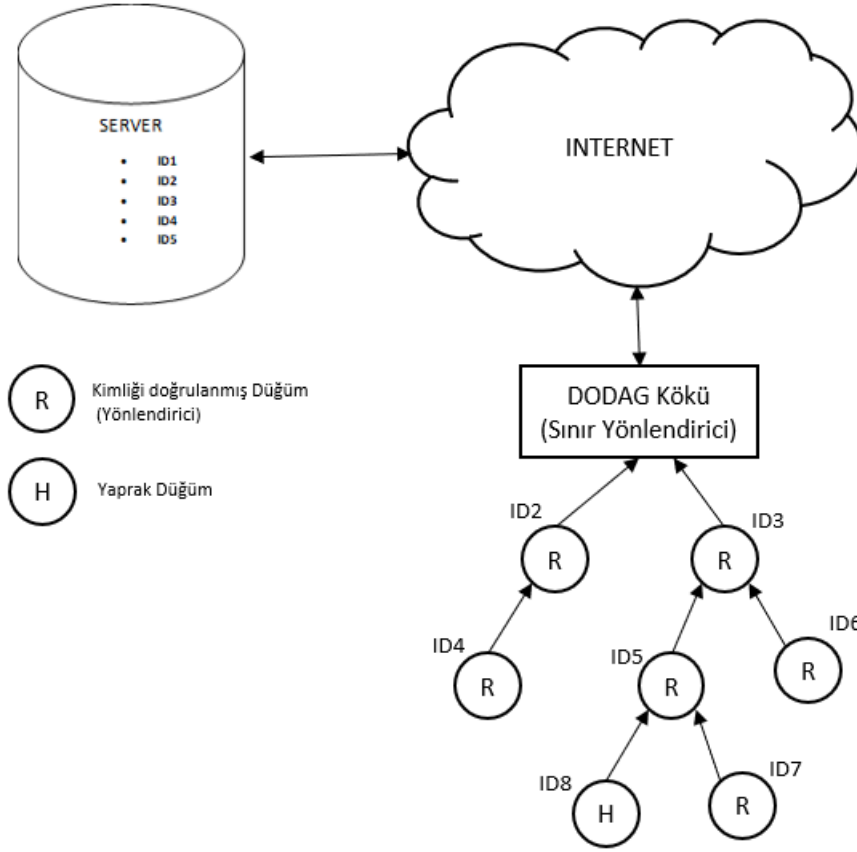 SERVER
• ID1
• ID2
• ID3
• ID4
• ID5
INTERNET
R
Kimliği doğrulanmış Düğüm
(Yönlendirici)
H
Yaprak Düğüm
DODAG Kökü
(Sınır Yönlendirici)
ID2
R
ID3
R
ID4
R
ID5
R
ID6
R
ID8
H
ID7
R